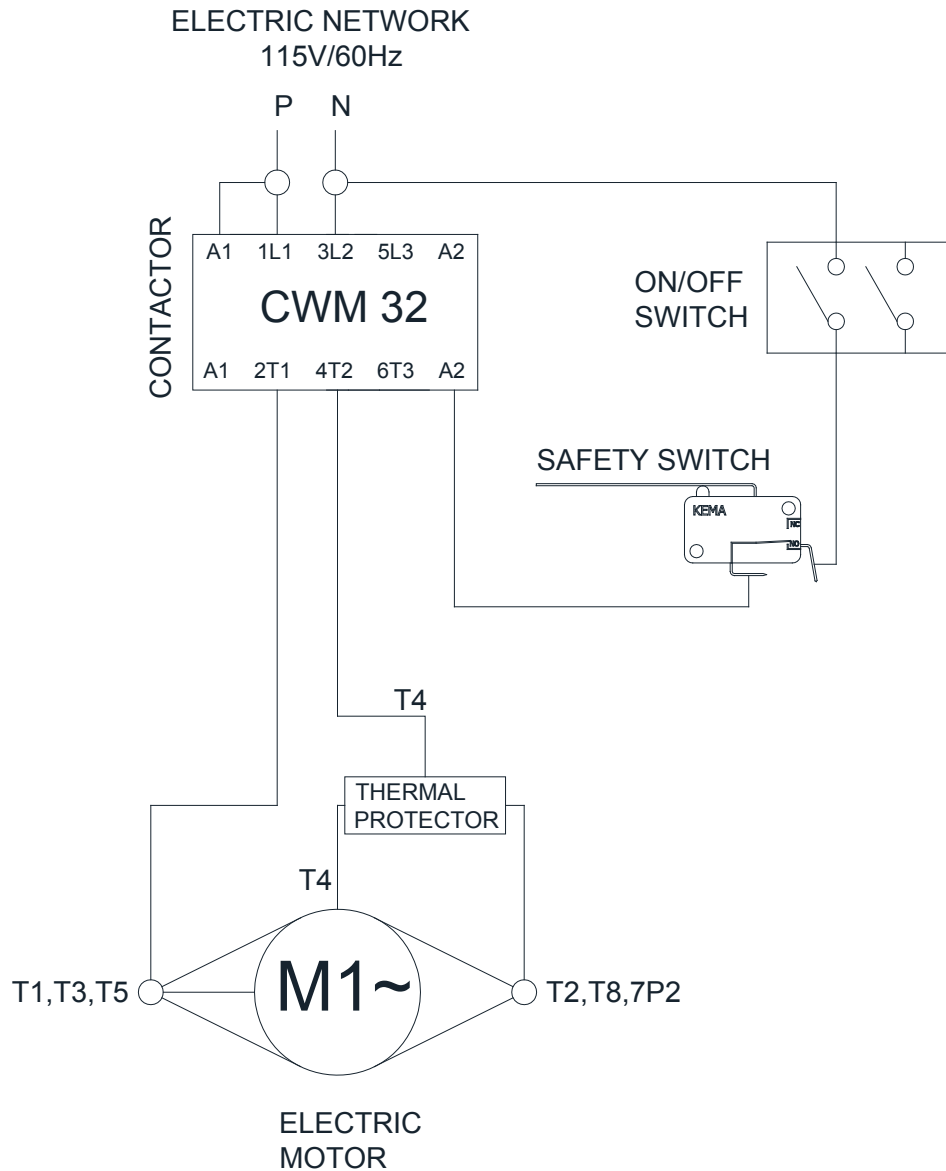 ELECTRIC NETWORK
115V/60Hz
P N
CONTACTOR
A1 1L1 3L2 5L3 A2
CWM 32
A1 2T1 4T2 6T3 A2
ON/OFF
SWITCH
SAFETY SWITCH
KEMA
NC
NO
T4
THERMAL
PROTECTOR
T4
M1~
T1,T3,T5
T2,T8,7P2
ELECTRIC
MOTOR